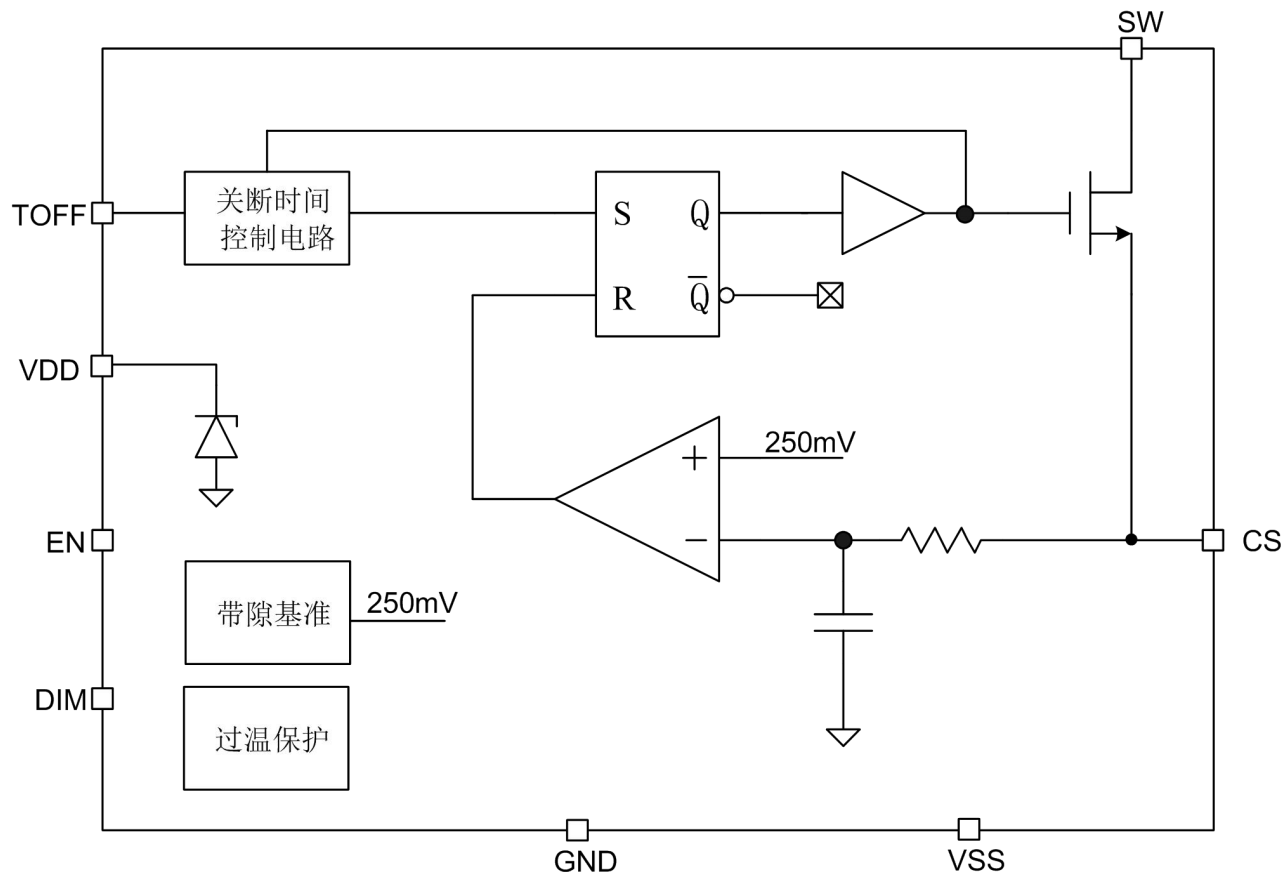 SW
TOFF
关断时间
控制电路
S
Q
R
Q̅
VDD
+
250mV
−
EN
CS
带隙基准
250mV
DIM
过温保护
GND
VSS